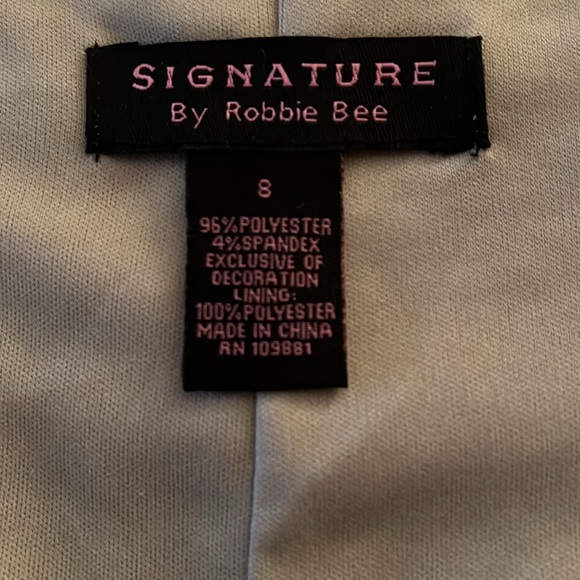 SIGNATURE
By Robbie Bee
8
96%POLYESTER
4%SPANDEX
EXCLUSIVE OF
DECORATION
LINING:
100%POLYESTER
MADE IN CHINA
RN 109881